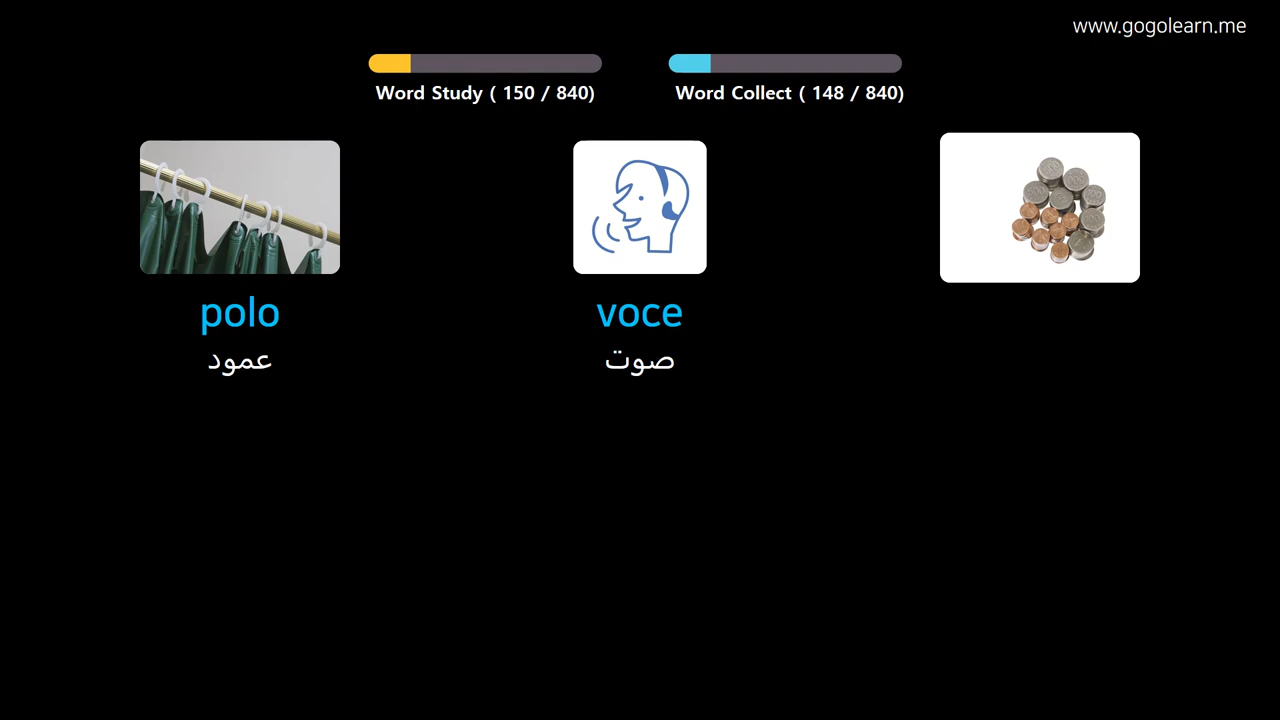 www.gogolearn.me
Word Study ( 150 / 840)
Word Collect ( 148 / 840)
polo
عمود
voce
صوت